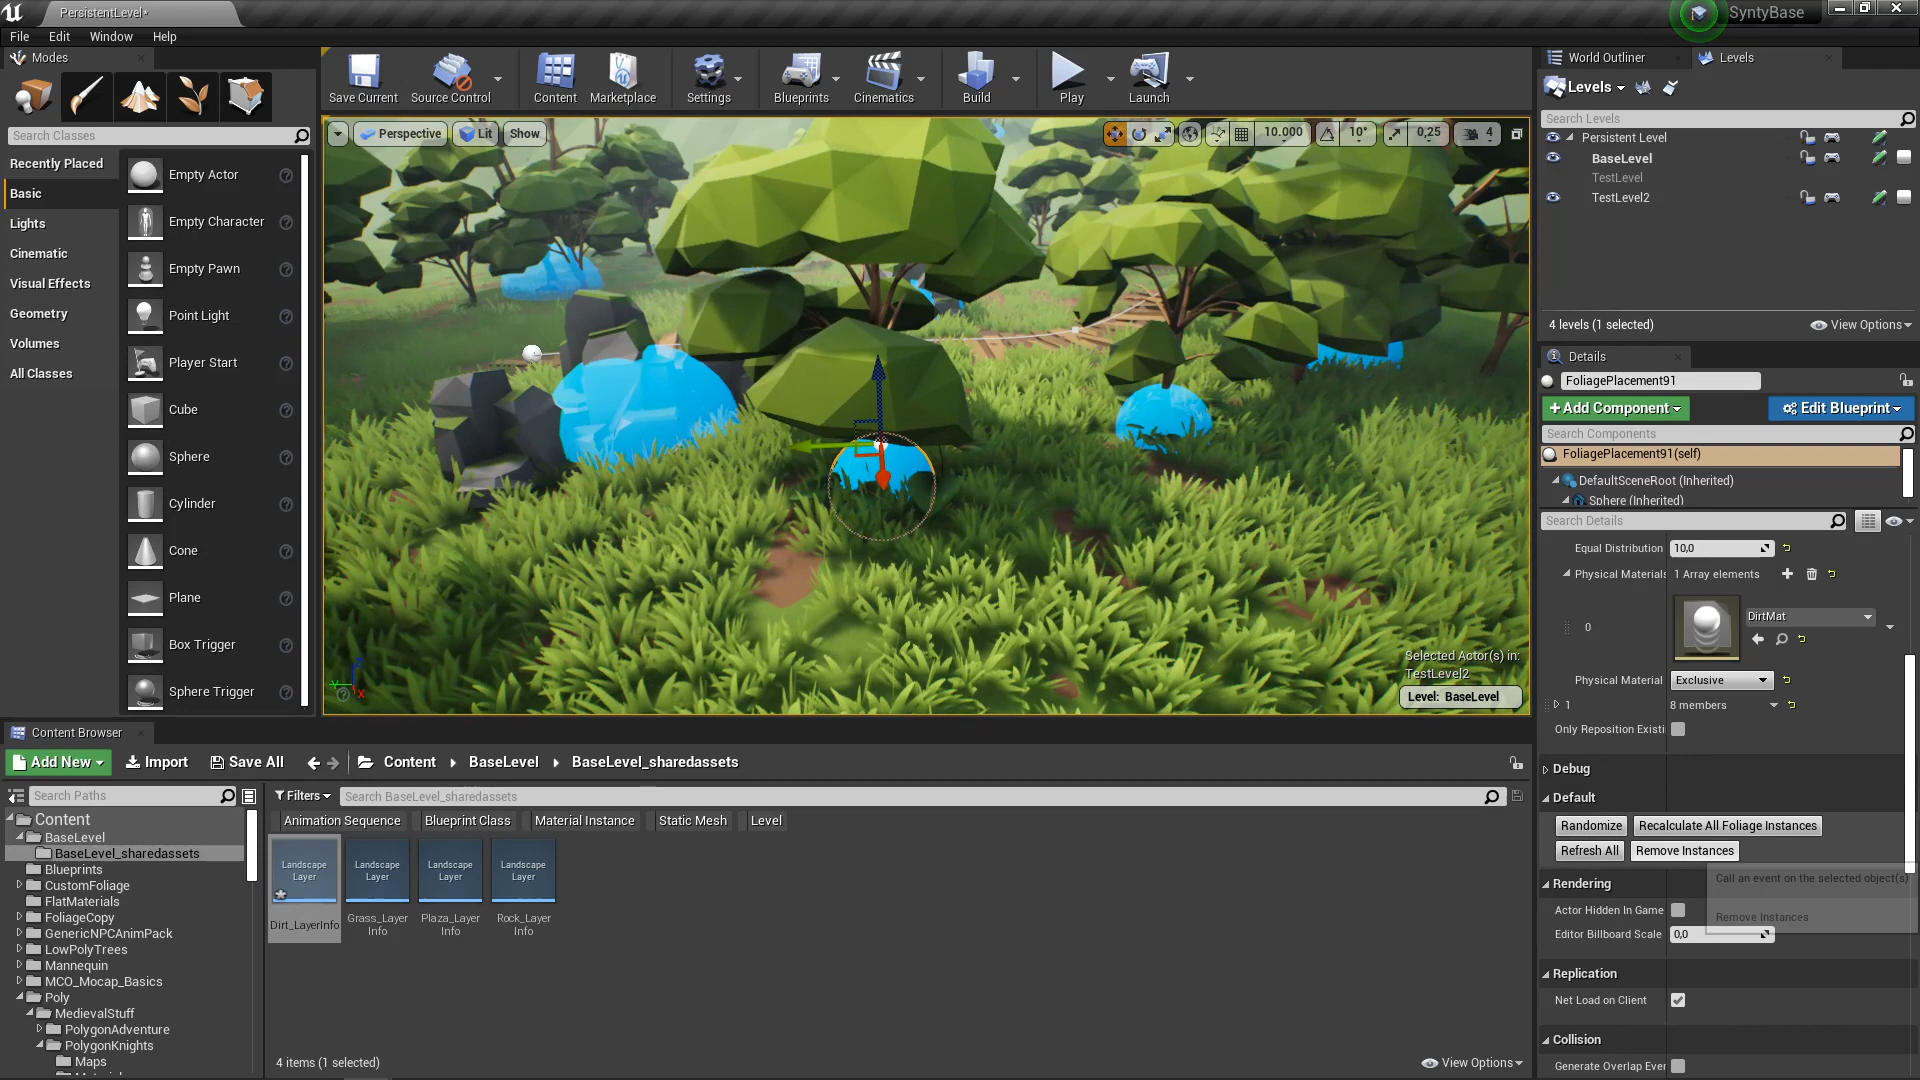 PersistentLevel*
SyntyBase
File Edit Window Help
Modes
Search Classes
Recently Placed
Basic
Lights
Cinematic
Visual Effects
Geometry
Volumes
All Classes
Empty Actor
Empty Character
Empty Pawn
Point Light
Player Start
Cube
Sphere
Cylinder
Cone
Plane
Box Trigger
Sphere Trigger
Save Current Source Control Content Marketplace Settings Blueprints Cinematics Build Play Launch
Perspective Lit Show
10.000 10° 0,25 4
Selected Actor(s) in:
TestLevel2
Level: BaseLevel
World Outliner Levels
Levels
Search Levels
Persistent Level
BaseLevel
TestLevel
TestLevel2
4 levels (1 selected) View Options
Details
FoliagePlacement91
+Add Component Edit Blueprint
Search Components
FoliagePlacement91(self)
DefaultSceneRoot (Inherited)
Sphere (Inherited)
Search Details
Equal Distribution 10,0
Physical Materials 1 Array elements
0 DirtMat
Physical Material Exclusive
1 8 members
Only Reposition Existi
Debug
Default
Randomize Recalculate All Foliage Instances
Refresh All Remove Instances
Call an event on the selected object(s)
Remove Instances
Rendering
Actor Hidden In Game
Editor Billboard Scale 0,0
Replication
Net Load on Client
Collision
Generate Overlap Ever
Content Browser
Add New Import Save All Content BaseLevel BaseLevel_sharedassets
Search Paths
Filters Search BaseLevel_sharedassets
Animation Sequence Blueprint Class Material Instance Static Mesh Level
Content
BaseLevel
BaseLevel_sharedassets
Blueprints
CustomFoliage
FlatMaterials
FoliageCopy
GenericNPCAnimPack
LowPolyTrees
Mannequin
MCO_Mocap_Basics
Poly
MedievalStuff
PolygonAdventure
PolygonKnights
Maps
Landscape Layer
Landscape Layer
Landscape Layer
Landscape Layer
Dirt_LayerInfo
Grass_Layer Info
Plaza_Layer Info
Rock_Layer Info
4 items (1 selected) View Options